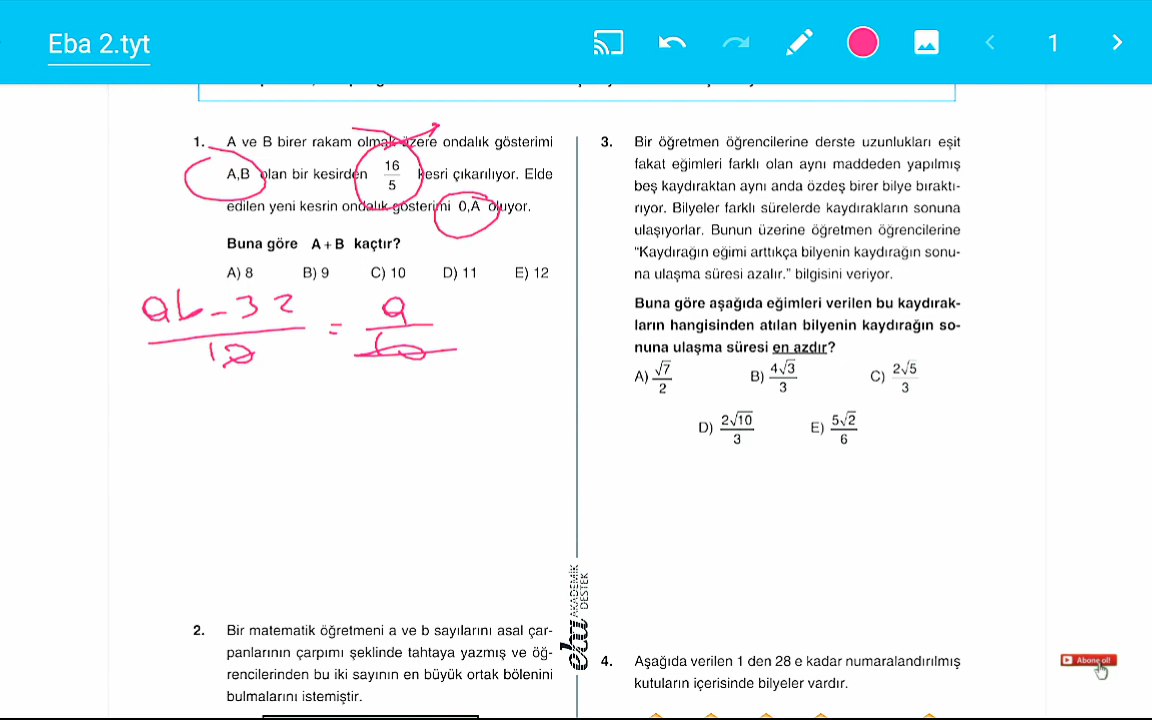 Eba 2.tyt
1
1. A ve B birer rakam olmak üzere ondalık gösterimi
A,B olan bir kesirden 16/5 kesri çıkarılıyor. Elde
edilen yeni kesrin ondalık gösterimi 0,A oluyor.
Buna göre A + B kaçtır?
A) 8 B) 9 C) 10 D) 11 E) 12
ab - 32 / 10 = a / 10
2. Bir matematik öğretmeni a ve b sayılarını asal çar-
panlarının çarpımı şeklinde tahtaya yazmış ve öğ-
rencilerinden bu iki sayının en büyük ortak bölenini
bulmalarını istemiştir.
eba AKADEMİK
DESTEK
3. Bir öğretmen öğrencilerine derste uzunlukları eşit
fakat eğimleri farklı olan aynı maddeden yapılmış
beş kaydıraktan aynı anda özdeş birer bilye bıraktı-
rıyor. Bilyeler farklı sürelerde kaydırakların sonuna
ulaşıyorlar. Bunun üzerine öğretmen öğrencilerine
"Kaydırağın eğimi arttıkça bilyenin kaydırağın sonu-
na ulaşma süresi azalır." bilgisini veriyor.
Buna göre aşağıda eğimleri verilen bu kaydırak-
ların hangisinden atılan bilyenin kaydırağın so-
nuna ulaşma süresi en azdır?
A) √7/2 B) 4√3/3 C) 2√5/3
D) 2√10/3 E) 5√2/6
4. Aşağıda verilen 1 den 28 e kadar numaralandırılmış
kutuların içerisinde bilyeler vardır.
Abone ol!